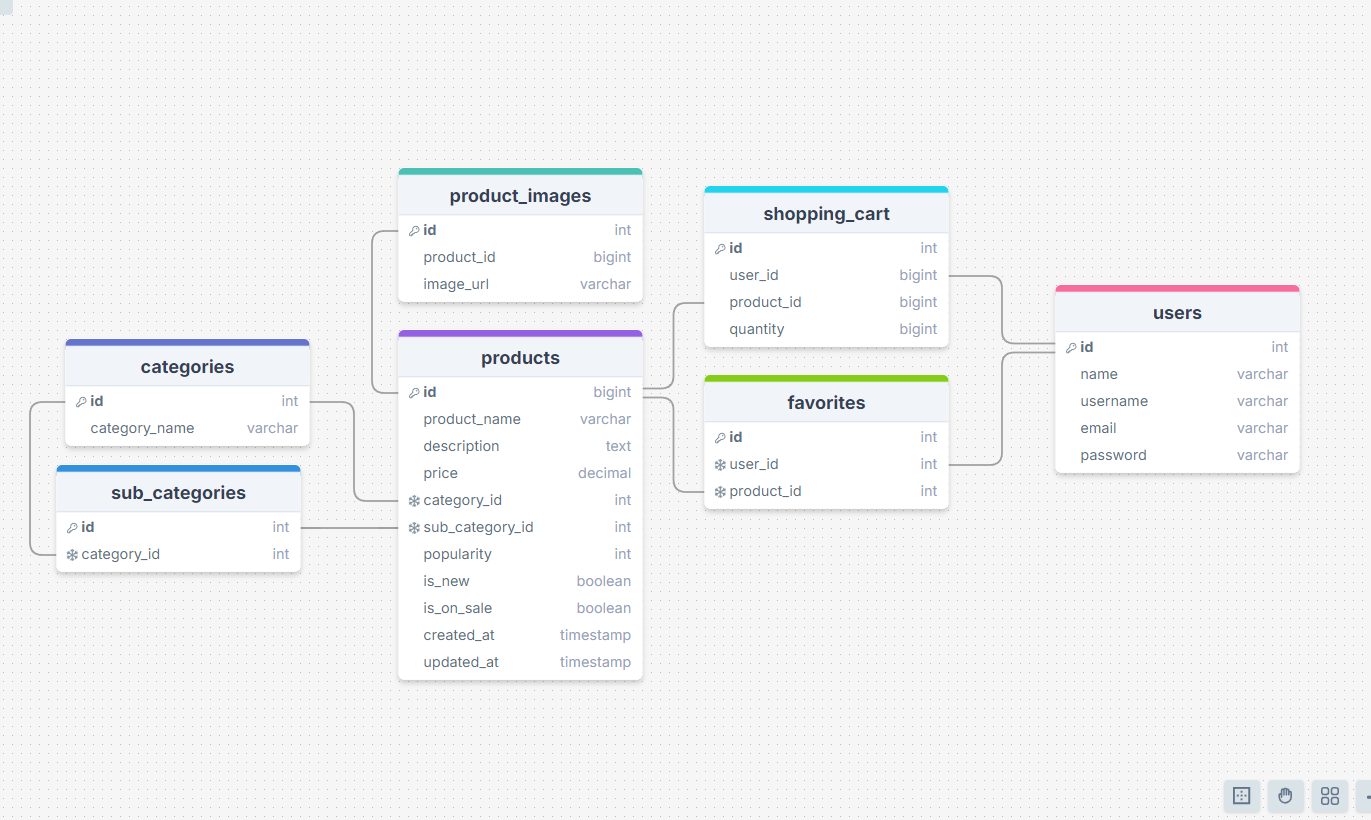 product_images
id int
product_id bigint
image_url varchar
shopping_cart
id int
user_id bigint
product_id bigint
quantity bigint
users
id int
name varchar
username varchar
email varchar
password varchar
products
id bigint
product_name varchar
description text
price decimal
category_id int
sub_category_id int
popularity int
is_new boolean
is_on_sale boolean
created_at timestamp
updated_at timestamp
categories
id int
category_name varchar
favorites
id int
user_id int
product_id int
sub_categories
id int
category_id int